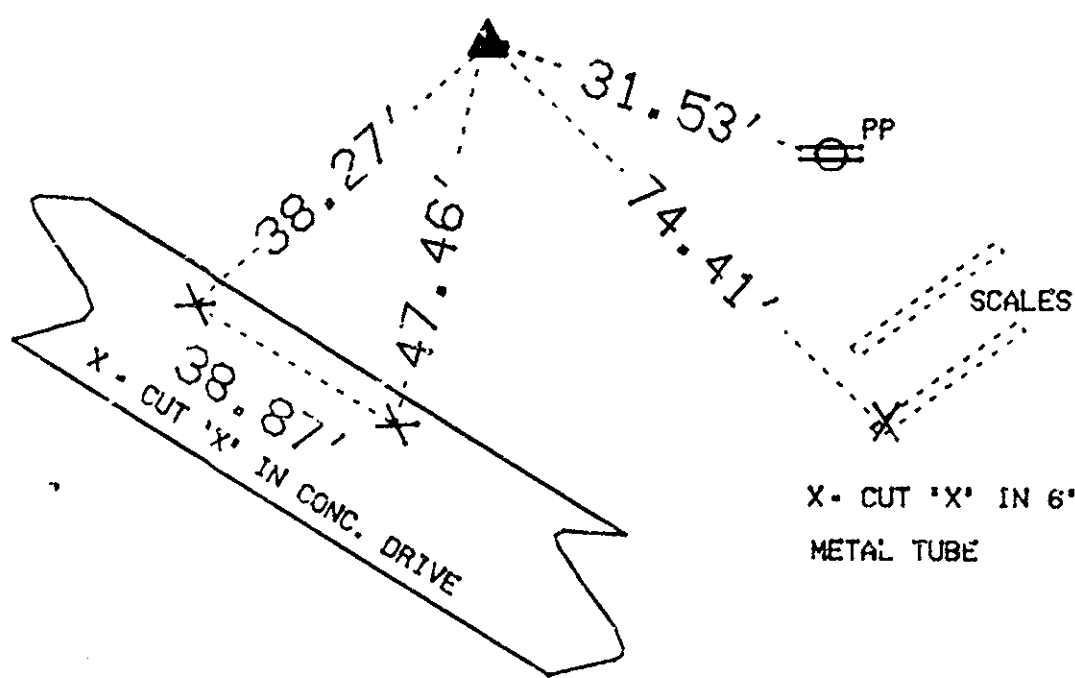 31.53'
PP
38.27'
47.46'
74.41'
SCALES
38.87'
X - CUT "X" IN CONC. DRIVE
X - CUT "X" IN 6"
METAL TUBE